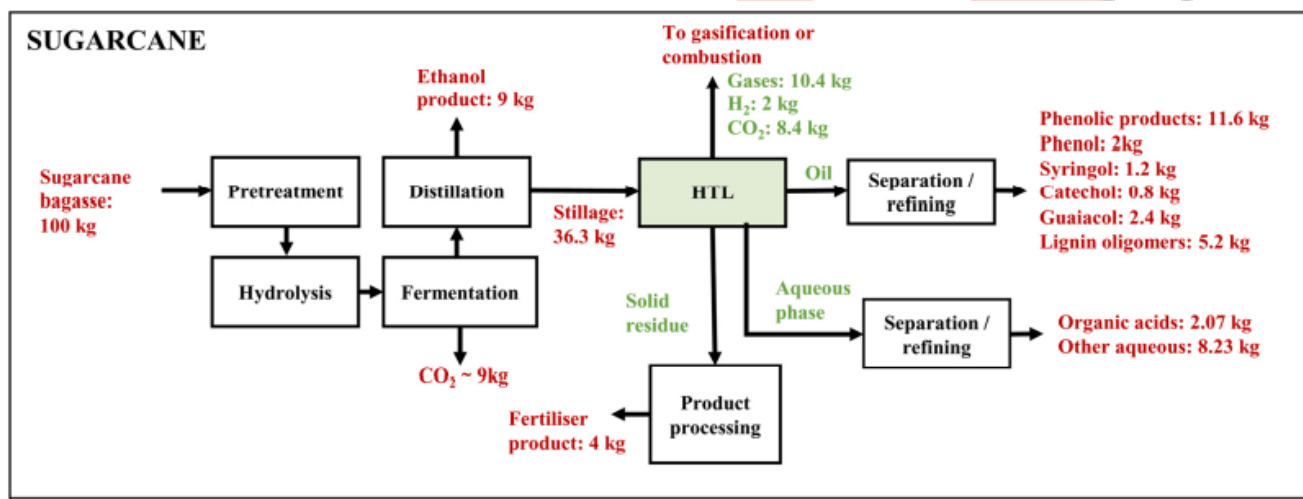 SUGARCANE
To gasification or
combustion
Gases: 10.4 kg
H₂: 2 kg
CO₂: 8.4 kg
Ethanol
product: 9 kg
Phenolic products: 11.6 kg
Phenol: 2kg
Syringol: 1.2 kg
Catechol: 0.8 kg
Guaiacol: 2.4 kg
Lignin oligomers: 5.2 kg
Sugarcane
bagasse:
100 kg
Pretreatment
Distillation
Stillage:
36.3 kg
HTL
Oil
Separation /
refining
Hydrolysis
Fermentation
Solid
residue
Aqueous
phase
Separation /
refining
Organic acids: 2.07 kg
Other aqueous: 8.23 kg
CO₂ ~ 9kg
Fertiliser
product: 4 kg
Product
processing